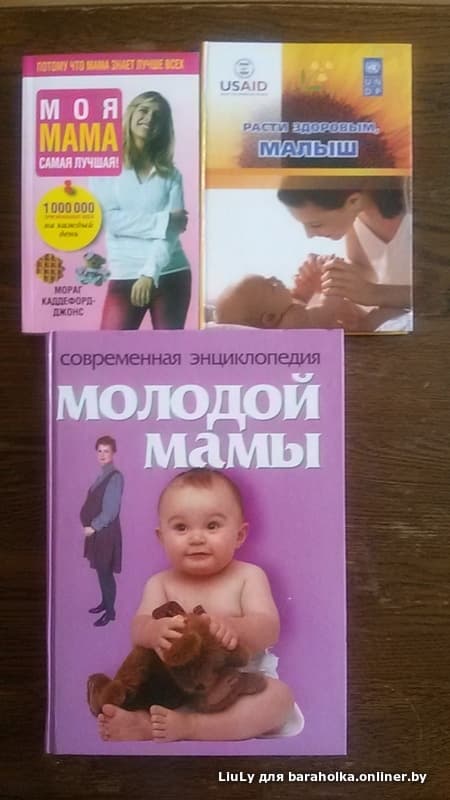 ПОТОМУ ЧТО МАМА ЗНАЕТ ЛУЧШЕ ВСЕХ
МОЯ
МАМА
САМАЯ ЛУЧШАЯ!
1 000 000
на каждый
день
МОРАГ
КАДДЕФОРД-
ДЖОНС
USAID
U N
D P
РАСТИ ЗДОРОВЫМ,
МАЛЫШ
СОВРЕМЕННАЯ ЭНЦИКЛОПЕДИЯ
МОЛОДОЙ
МАМЫ
LiuLy для baraholka.onliner.by